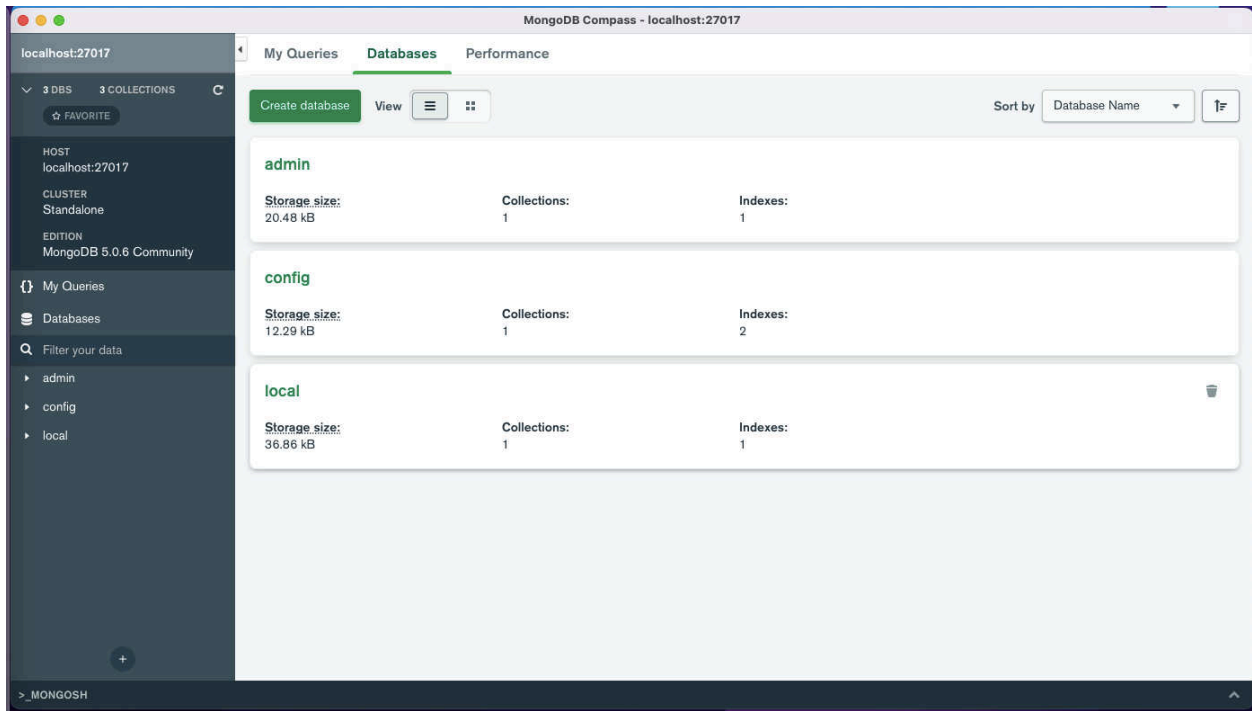 MongoDB Compass - localhost:27017
localhost:27017
3 DBS 3 COLLECTIONS
FAVORITE
HOST
localhost:27017
CLUSTER
Standalone
EDITION
MongoDB 5.0.6 Community
{} My Queries
Databases
Filter your data
admin
config
local
+
My Queries Databases Performance
Create database View Sort by Database Name
admin
Storage size: Collections: Indexes:
20.48 kB 1 1
config
Storage size: Collections: Indexes:
12.29 kB 1 2
local
Storage size: Collections: Indexes:
36.86 kB 1 1
>_MONGOSH